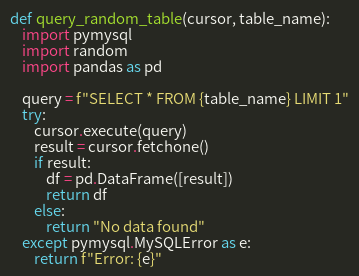 def query_random_table(cursor, table_name):
    import pymysql
    import random
    import pandas as pd

    query = f"SELECT * FROM {table_name} LIMIT 1"
    try:
        cursor.execute(query)
        result = cursor.fetchone()
        if result:
            df = pd.DataFrame([result])
            return df
        else:
            return "No data found"
    except pymysql.MySQLError as e:
        return f"Error: {e}"